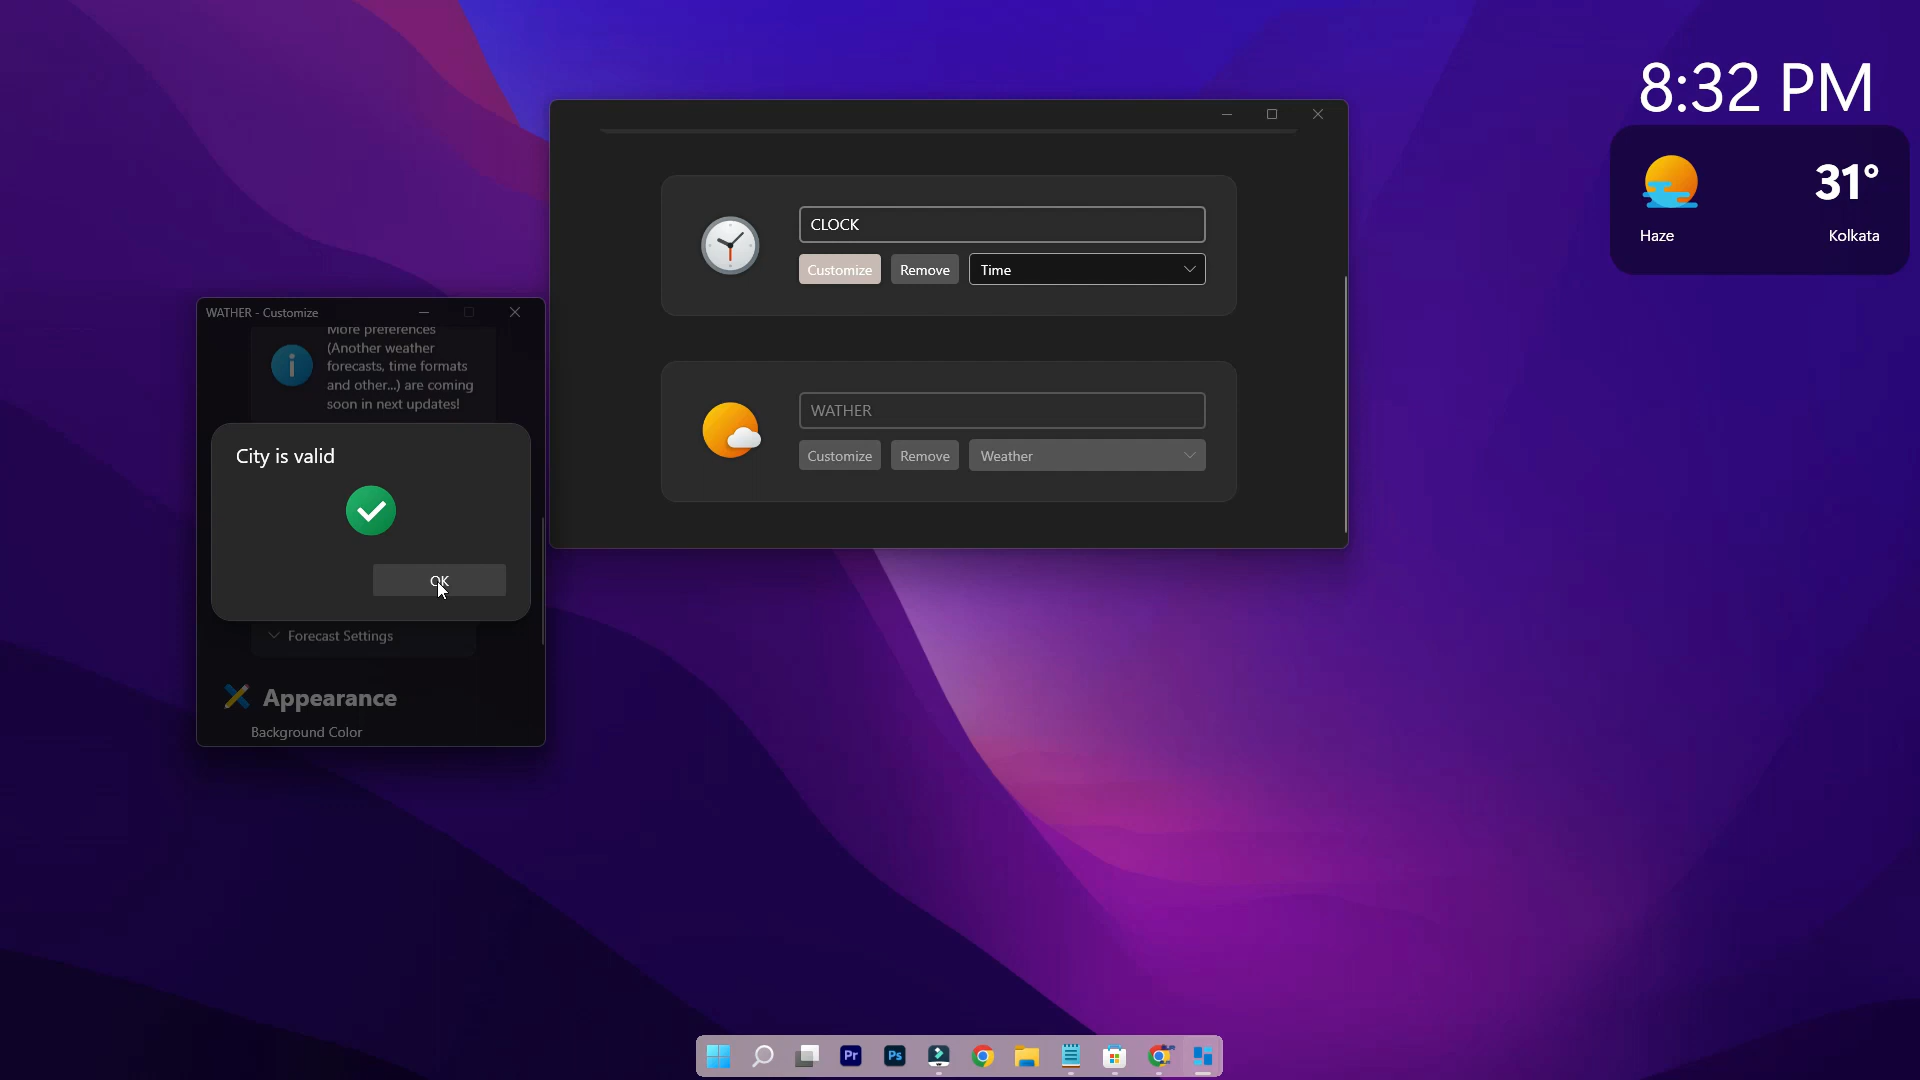 8:32 PM
31°
Haze
Kolkata
CLOCK
Customize
Remove
Time
WATHER
Customize
Remove
Weather
WATHER - Customize
More preferences
(Another weather
forecasts, time formats
and other...) are coming
soon in next updates!
City is valid
OK
Forecast Settings
Appearance
Background Color
Pr
Ps